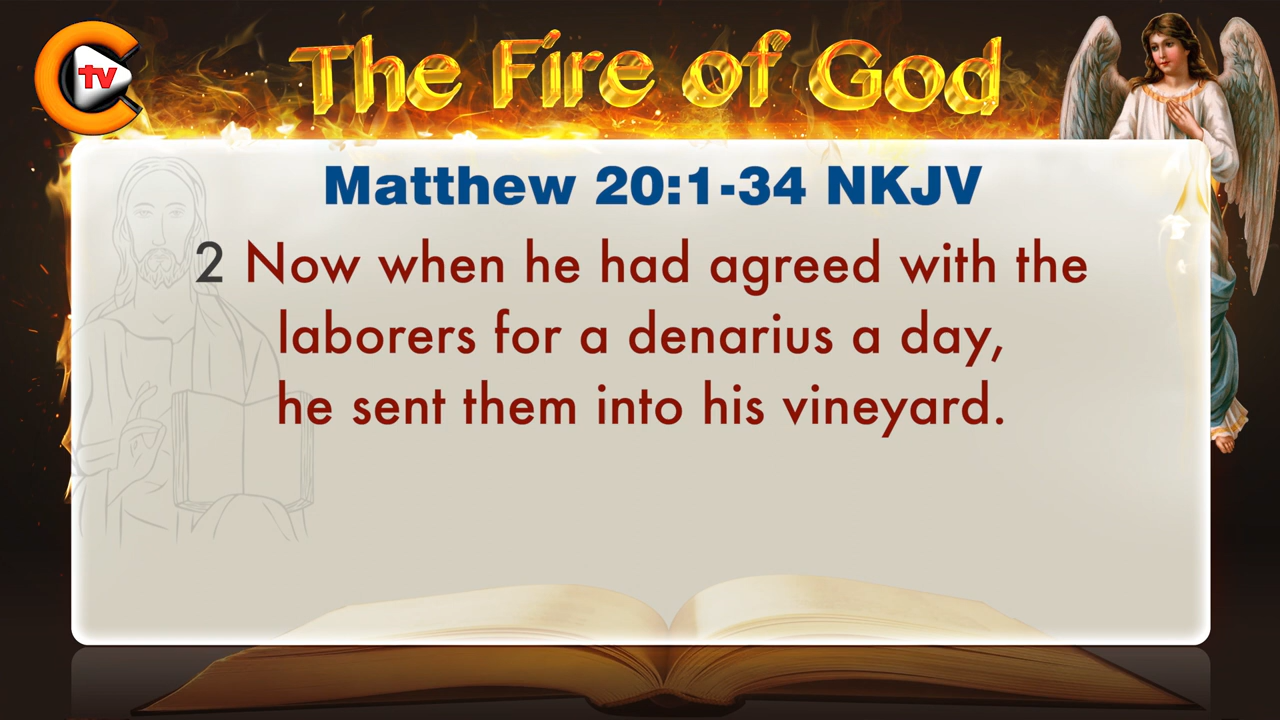 tv
The Fire of God
Matthew 20:1-34 NKJV
2 Now when he had agreed with the
laborers for a denarius a day,
he sent them into his vineyard.